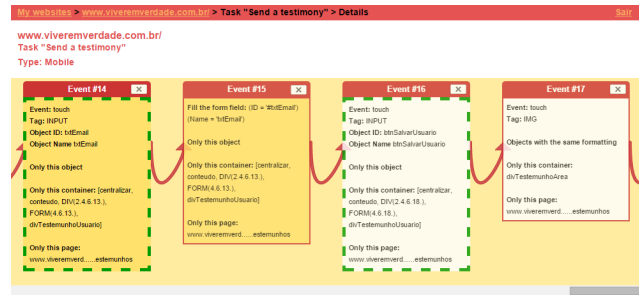 My websites > www.viveremverdade.com.br/ > Task "Send a testimony" > Details
Sair
www.viveremverdade.com.br/
Task "Send a testimony"
Type: Mobile
Event #14
X
Event: touch
Tag: INPUT
Object ID: txtEmail
Object Name txtEmail
Only this object
Only this container: [centralizar,
conteudo, DIV(2.4.6.13.),
FORM(4.6.13.),
divTestemunhoUsuario]
Only this page:
www.viveremverd......estemunhos
Event #15
X
Fill the form field: (ID = '#txtEmail')
(Name = 'txtEmail')
Only this object
Only this container: [centralizar,
conteudo, DIV(2.4.6.13.),
FORM(4.6.13.),
divTestemunhoUsuario]
Only this page:
www.viveremverd......estemunhos
Event #16
X
Event: touch
Tag: INPUT
Object ID: btnSalvarUsuario
Object Name btnSalvarUsuario
Only this object
Only this container: [centralizar,
conteudo, DIV(2.4.6.18.),
FORM(4.6.18.),
divTestemunhoUsuario]
Only this page:
www.viveremverd......estemunhos
Event #17
X
Event: touch
Tag: IMG
Objects with the same formatting
Only this container:
divTestemunhoArea
Only this page:
www.viveremverd......estemunhos